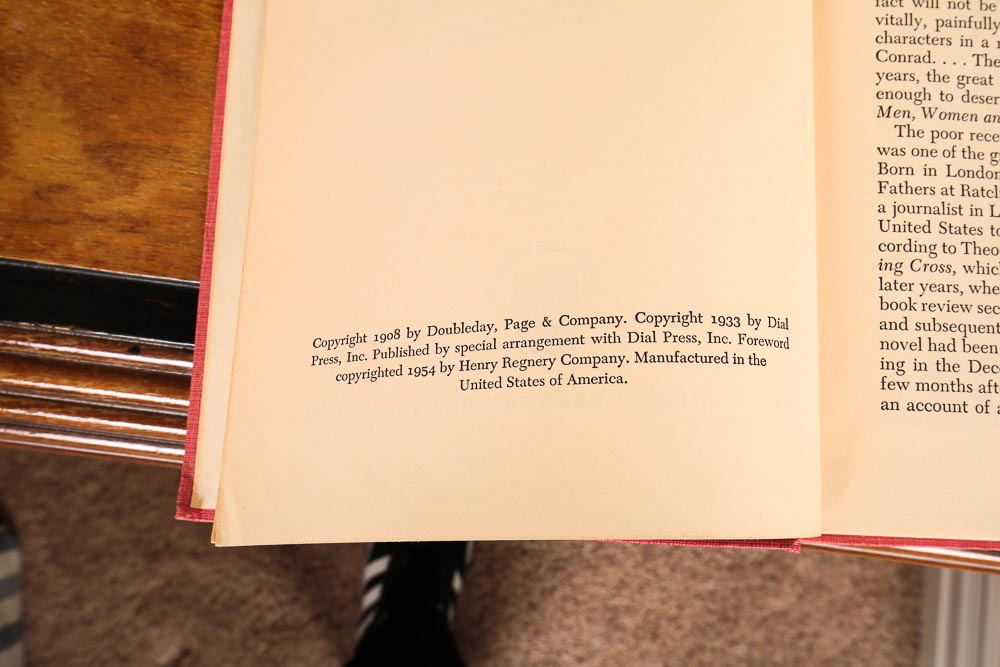 Copyright 1908 by Doubleday, Page & Company. Copyright 1933 by Dial
Press, Inc. Published by special arrangement with Dial Press, Inc. Foreword
copyrighted 1954 by Henry Regnery Company. Manufactured in the
United States of America.
fact will not be
vitally, painfully
characters in a
Conrad. . . . The
years, the great
enough to deser
Men, Women an
The poor rece
was one of the g
Born in London
Fathers at Ratcl
a journalist in L
United States to
cording to Theo
ing Cross, which
later years, whe
book review sec
and subsequent
novel had been
ing in the Dec
few months aft
an account of a